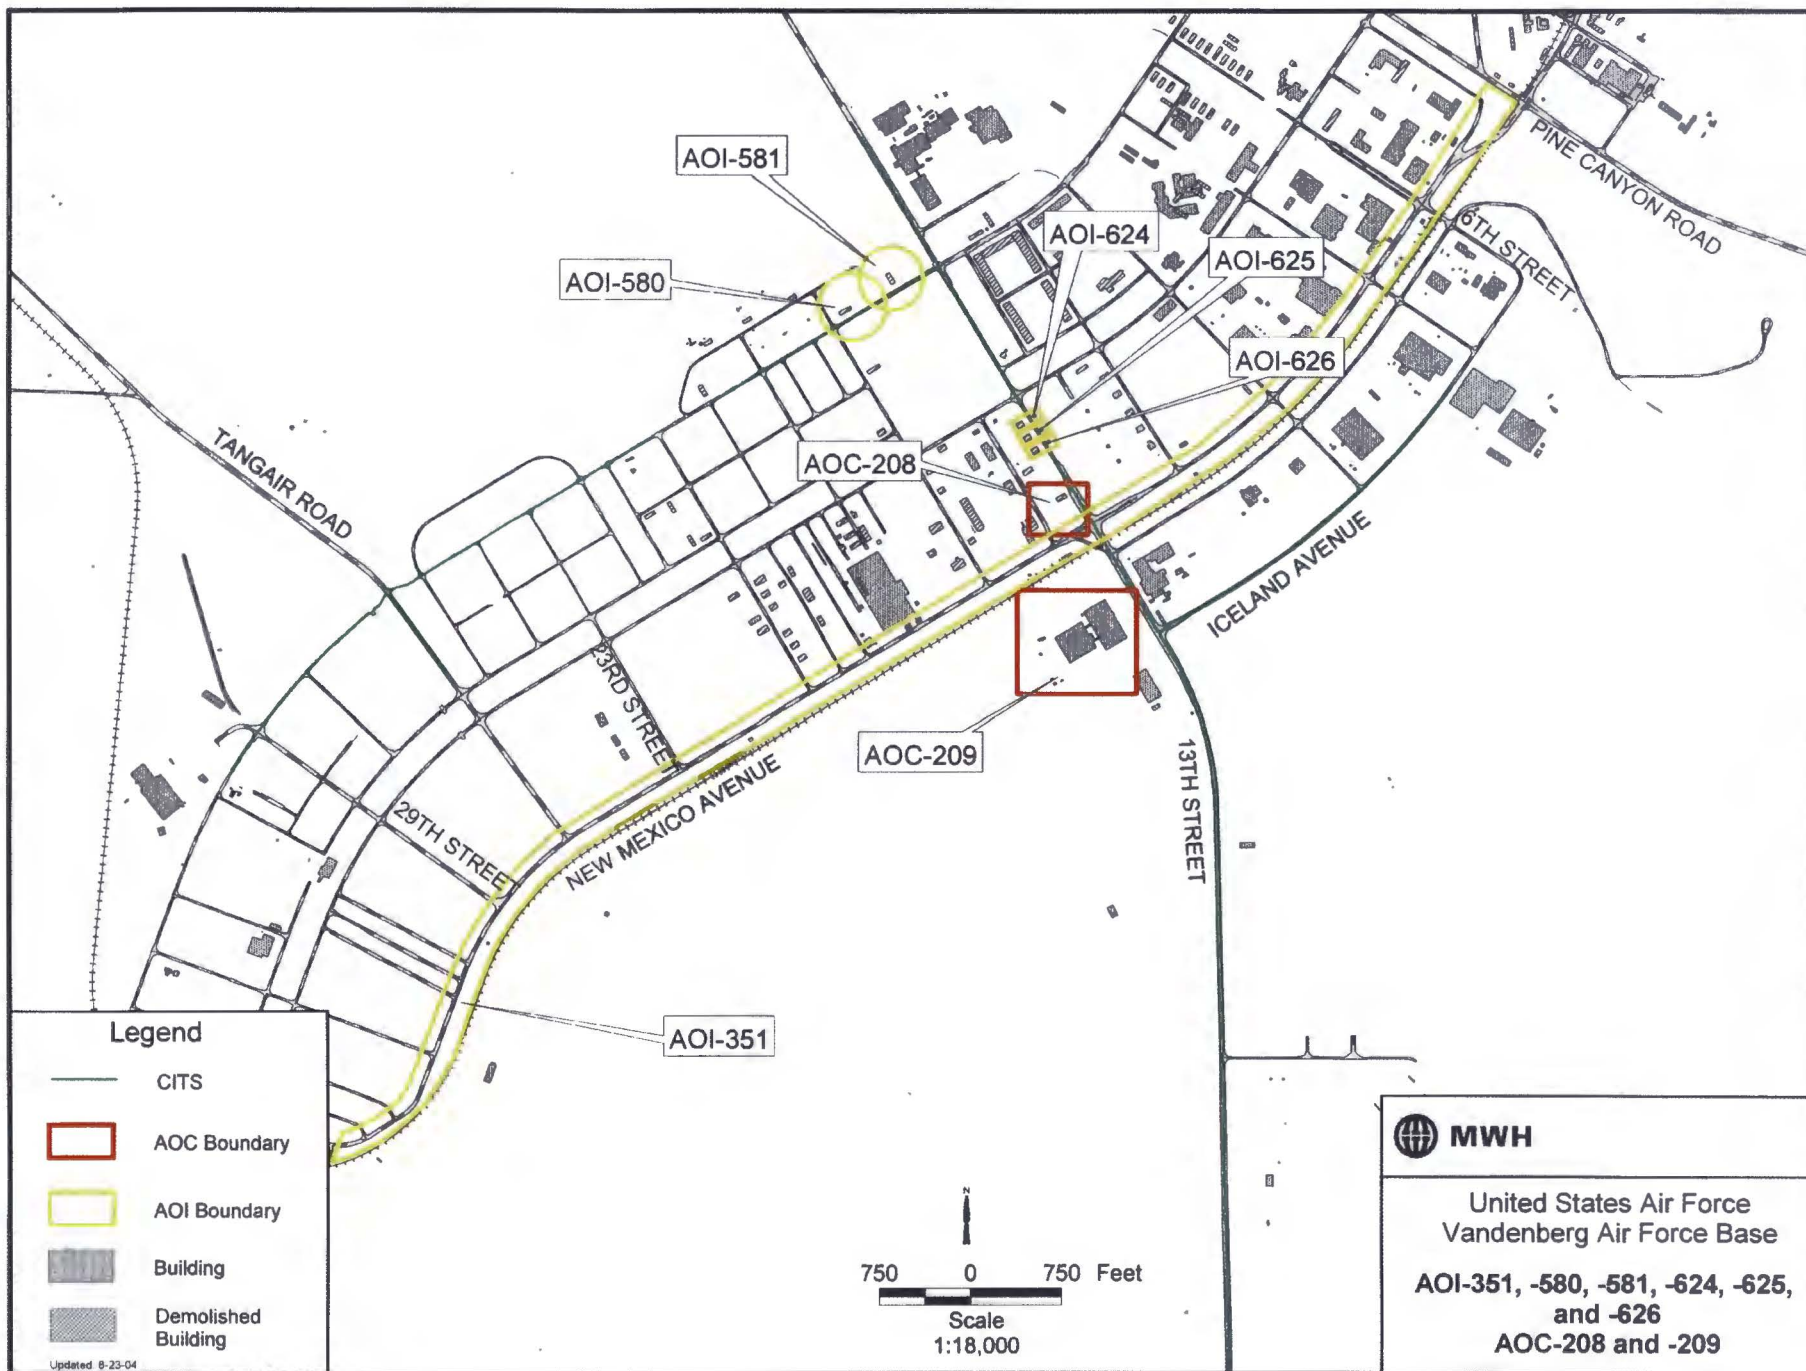 AOI-581
AOI-580
AOI-624
AOI-625
AOI-626
AOC-208
AOC-209
AOI-351
PINE CANYON ROAD
6TH STREET
TANGAIR ROAD
ICELAND AVENUE
23RD STREET
NEW MEXICO AVENUE
29TH STREET
13TH STREET
Legend
CITS
AOC Boundary
AOI Boundary
Building
Demolished
Building
Updated 8-23-04
N
750 0 750 Feet
Scale
1:18,000
MWH
United States Air Force
Vandenberg Air Force Base
AOI-351, -580, -581, -624, -625,
and -626
AOC-208 and -209